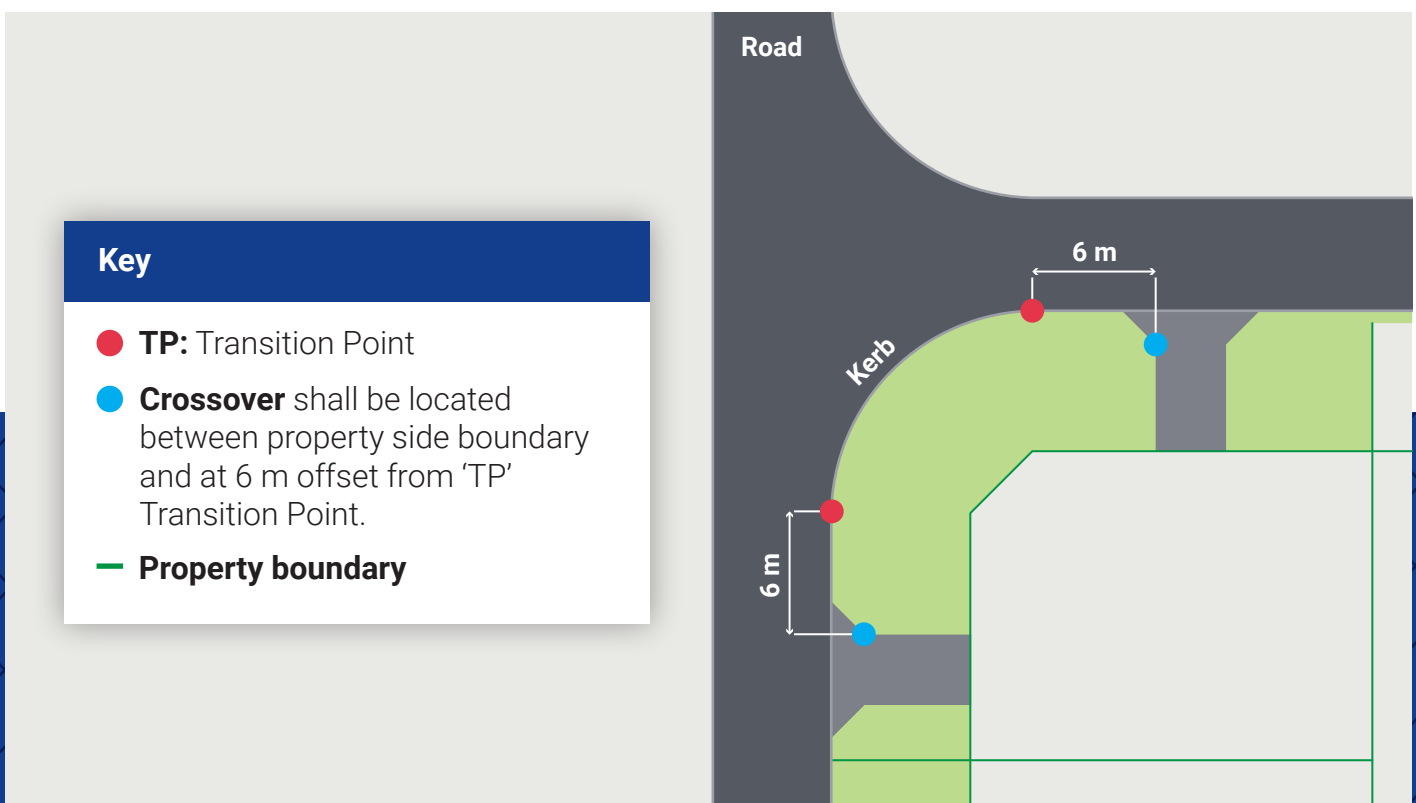 Road
Key
TP: Transition Point
Crossover shall be located
between property side boundary
and at 6 m offset from ‘TP’
Transition Point.
Property boundary
6 m
Kerb
6 m